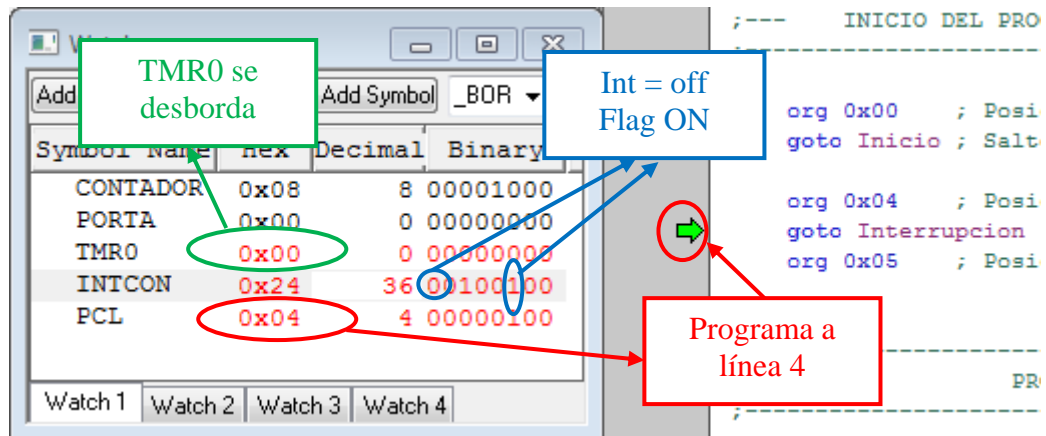 ;--- INICIO DEL PRO
;-----------------------
TMR0 se
desborda
Int = off
Flag ON
Add
Add Symbol
_BOR
Symbol Name Hex Decimal Binary
CONTADOR 0x08 8 00001000
PORTA 0x00 0 00000000
TMR0 0x00 0 00000000
INTCON 0x24 36 00100100
PCL 0x04 4 00000100
Watch 1 Watch 2 Watch 3 Watch 4
org 0x00 ; Posi
goto Inicio ; Salt
org 0x04 ; Posi
goto Interrupcion
org 0x05 ; Posi
Programa a
línea 4
PR
;-----------------------